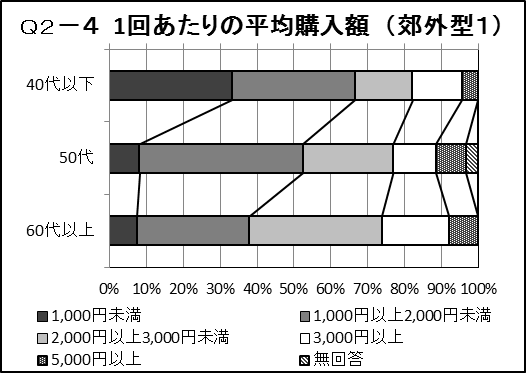 Q2－4 1回あたりの平均購入額（郊外型１）
40代以下
50代
60代以上
0% 10% 20% 30% 40% 50% 60% 70% 80% 90% 100%
1,000円未満 1,000円以上2,000円未満
2,000円以上3,000円未満 3,000円以上
5,000円以上 無回答